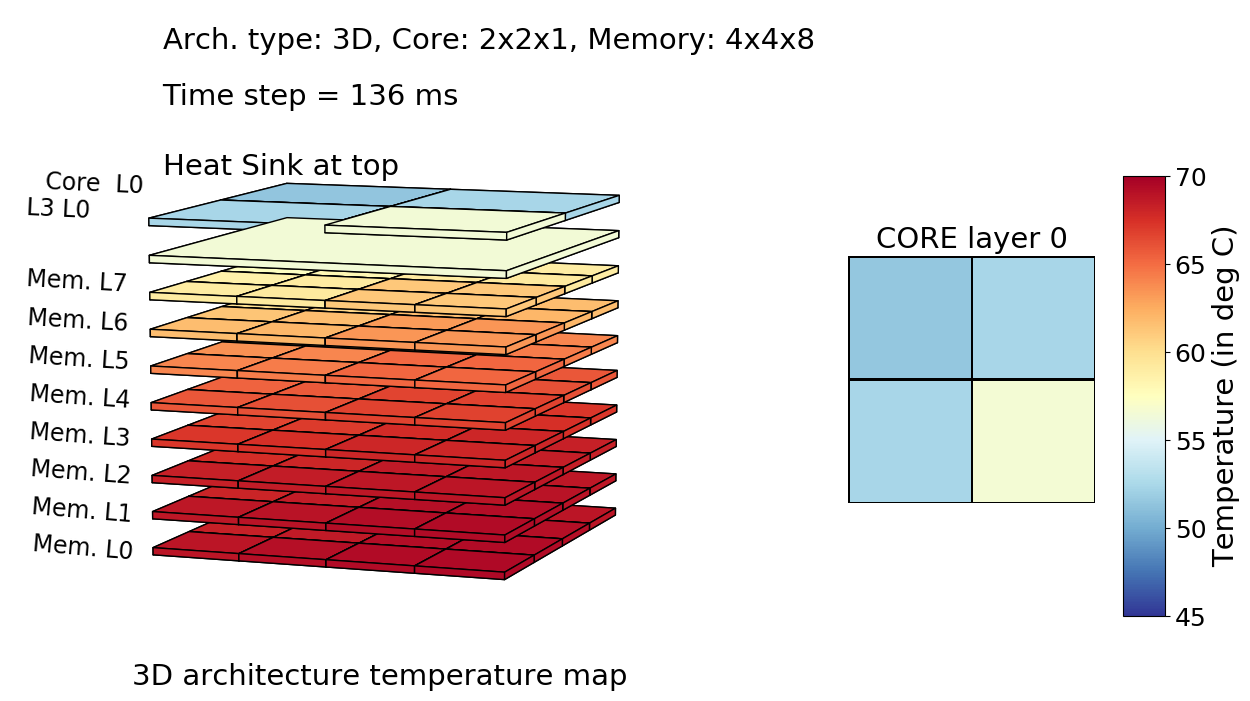 Arch. type: 3D, Core: 2x2x1, Memory: 4x4x8
Time step = 136 ms
Heat Sink at top
Core  L0
L3 L0
Mem. L7
Mem. L6
Mem. L5
Mem. L4
Mem. L3
Mem. L2
Mem. L1
Mem. L0
3D architecture temperature map
CORE layer 0
70
65
60
55
50
45
Temperature (in deg C)